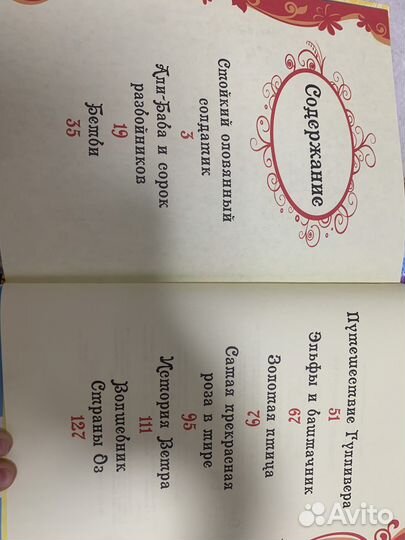 Содержание
Стойкий оловянный
солдатик
3
Али-Баба и сорок
разбойников
19
Бемби
35
Путешествие Гулливера
51
Эльфы и башмачник
67
Золотая птица
79
Самая прекрасная
роза в мире
95
История Ветра
111
Волшебник
Страны Оз
127
Avito